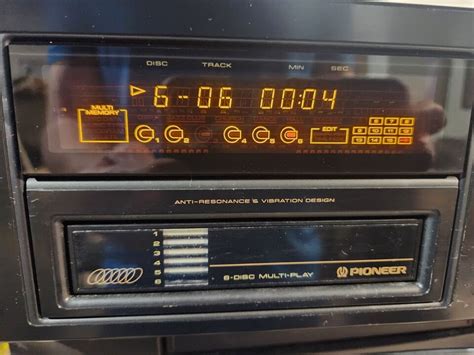 DISC TRACK MIN SEC
6-06 00:04
MULTI
MEMORY
EDIT
ANTI-RESONANCE & VIBRATION DESIGN
1
2
3
4
5
6
6-DISC MULTI-PLAY
PIONEER